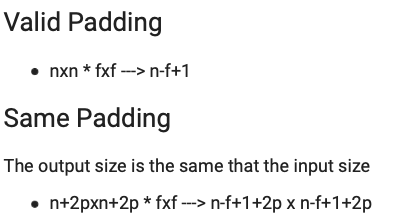 Valid Padding
• nxn * fxf ---> n-f+1
Same Padding
The output size is the same that the input size
• n+2pxn+2p * fxf ---> n-f+1+2p x n-f+1+2p